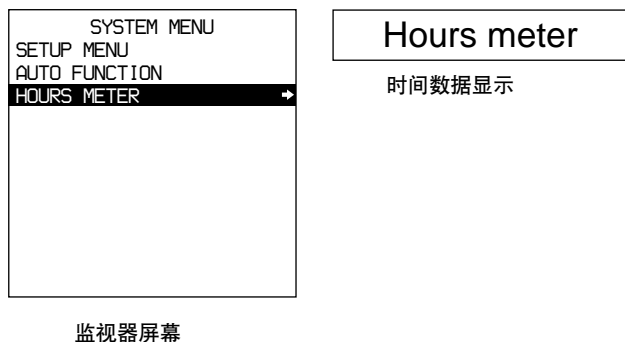 SYSTEM MENU
SETUP MENU
AUTO FUNCTION
HOURS METER
监视器屏幕
Hours meter
时间数据显示